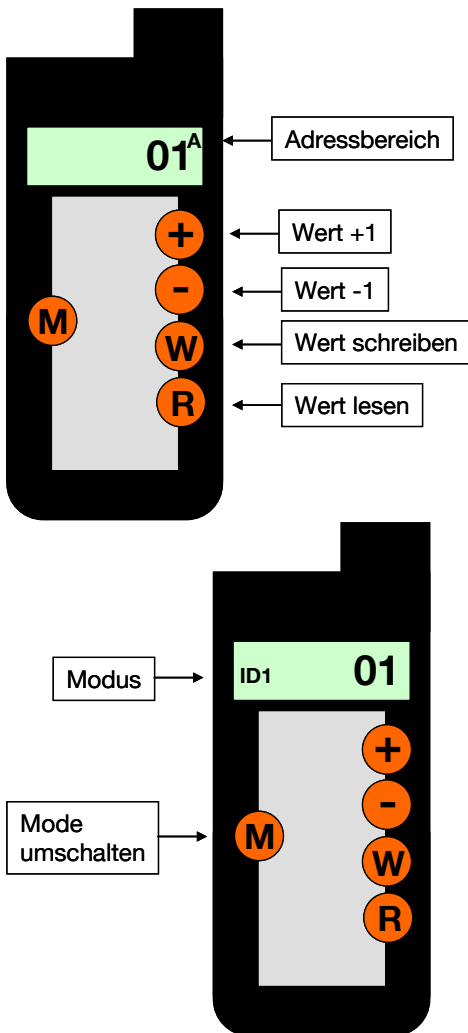 01A
Adressbereich
+
Wert +1
-
Wert -1
M
W
Wert schreiben
R
Wert lesen
Modus
ID1 01
+
-
Mode
umschalten
M
W
R